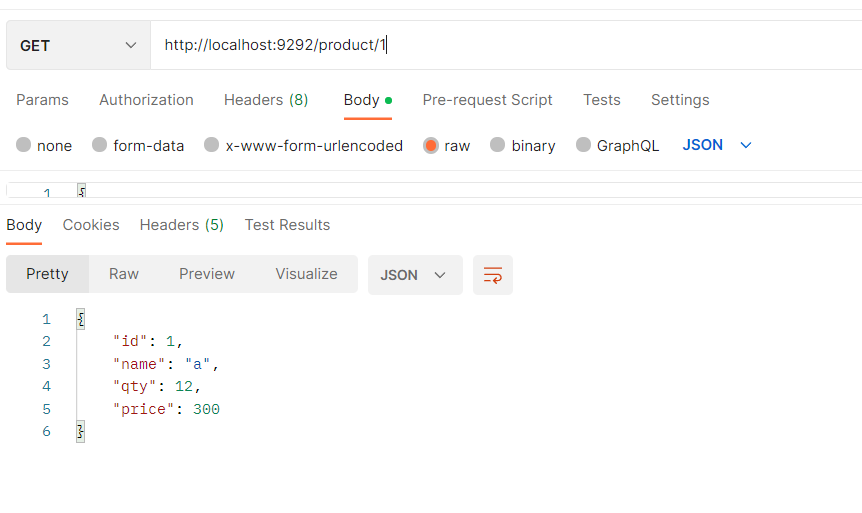 GET http://localhost:9292/product/1
Params Authorization Headers (8) Body Pre-request Script Tests Settings
none form-data x-www-form-urlencoded raw binary GraphQL JSON
1 {
Body Cookies Headers (5) Test Results
Pretty Raw Preview Visualize JSON
1 {
2 "id": 1,
3 "name": "a",
4 "qty": 12,
5 "price": 300
6 }